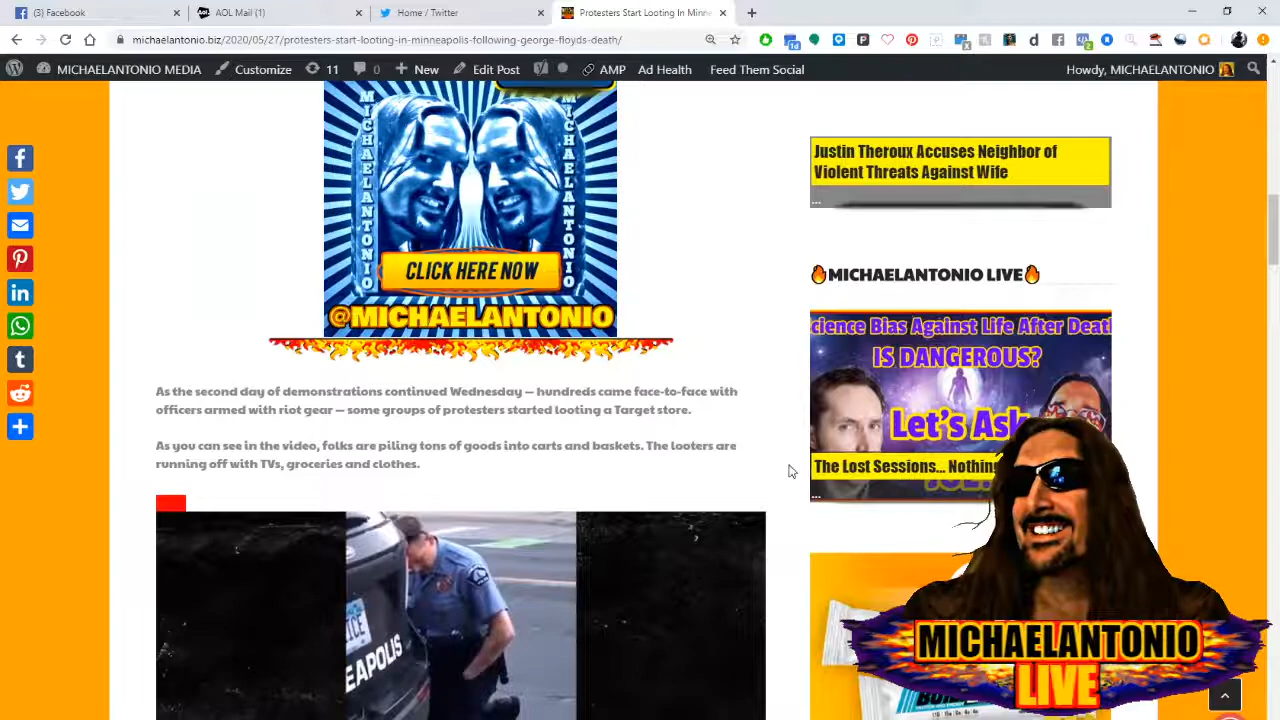 (3) Facebook
AOL Mail (1)
Home / Twitter
Protesters Start Looting In Minne
michaelantonio.biz/2020/05/27/protesters-start-looting-in-minneapolis-following-george-floyds-death/
MICHAELANTONIO MEDIA
Customize
11
0
New
Edit Post
AMP
Ad Health
Feed Them Social
Howdy, MICHAELANTONIO
MICHAELANTONIO
MICHAELANTONIO
CLICK HERE NOW
@MICHAELANTONIO
As the second day of demonstrations continued Wednesday — hundreds came face-to-face with
officers armed with riot gear — some groups of protesters started looting a Target store.
As you can see in the video, folks are piling tons of goods into carts and baskets. The looters are
running off with TVs, groceries and clothes.
POLICE
EAPOLIS
Justin Theroux Accuses Neighbor of
Violent Threats Against Wife
...
🔥MICHAELANTONIO LIVE🔥
cience Bias Against Life After Deat
IS DANGEROUS?
Let's Ask
The Lost Sessions... Nothing
...
MICHAELANTONIO
LIVE